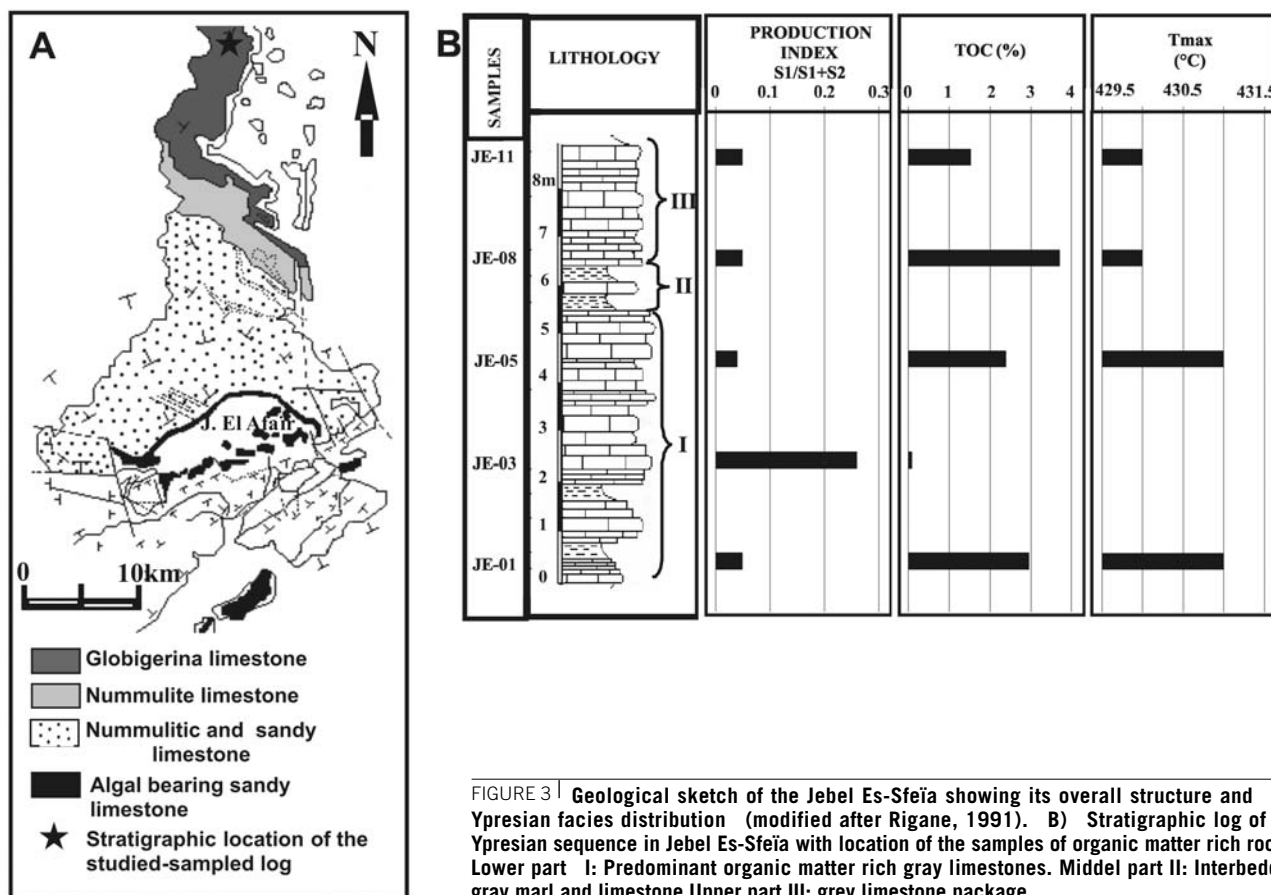 A
N
J. El Afair
0
10km
Globigerina limestone
Nummulite limestone
Nummulitic and sandy
limestone
Algal bearing sandy
limestone
Stratigraphic location of the
studied-sampled log
B
SAMPLES
LITHOLOGY
PRODUCTION
INDEX
S1/S1+S2
0 0.1 0.2 0.3
TOC (%)
0 1 2 3 4
Tmax
(°C)
429.5 430.5 431.5
JE-11
8m
III
7
JE-08
6
II
5
JE-05
4
3
I
JE-03
2
1
JE-01
0
FIGURE 3 Geological sketch of the Jebel Es-Sfeïa showing its overall structure and
Ypresian facies distribution (modified after Rigane, 1991). B) Stratigraphic log of
Ypresian sequence in Jebel Es-Sfeïa with location of the samples of organic matter rich roc
Lower part I: Predominant organic matter rich gray limestones. Middel part II: Interbede
gray marl and limestone Upper part III: grey limestone package